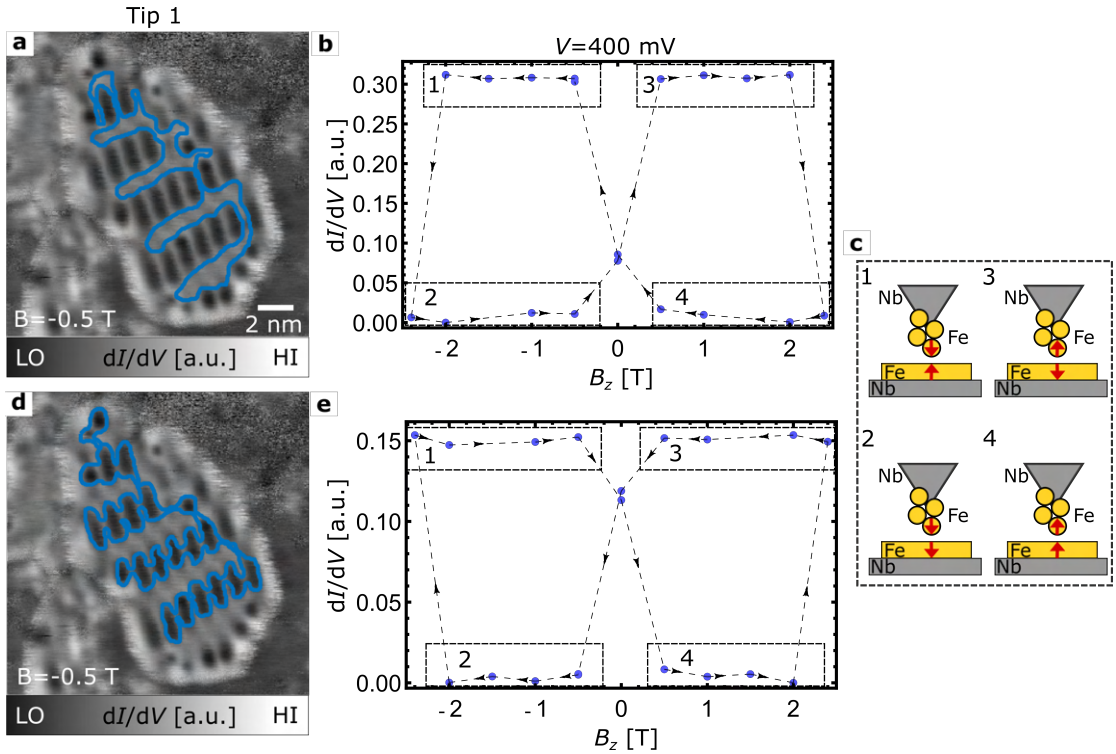 Tip 1
a
B=-0.5 T
2 nm
LO dI/dV [a.u.] HI
b
V=400 mV
dI/dV [a.u.]
0.30
0.25
0.20
0.15
0.10
0.05
0.00
1
3
2
4
-2 -1 0 1 2
Bz [T]
c
1 3
Nb
Fe Fe
Fe Fe
Nb Nb
2 4
Nb Nb
Fe Fe
Fe Fe
Nb Nb
d
B=-0.5 T
LO dI/dV [a.u.] HI
e
dI/dV [a.u.]
0.15
0.10
0.05
0.00
1
3
2
4
-2 -1 0 1 2
Bz [T]